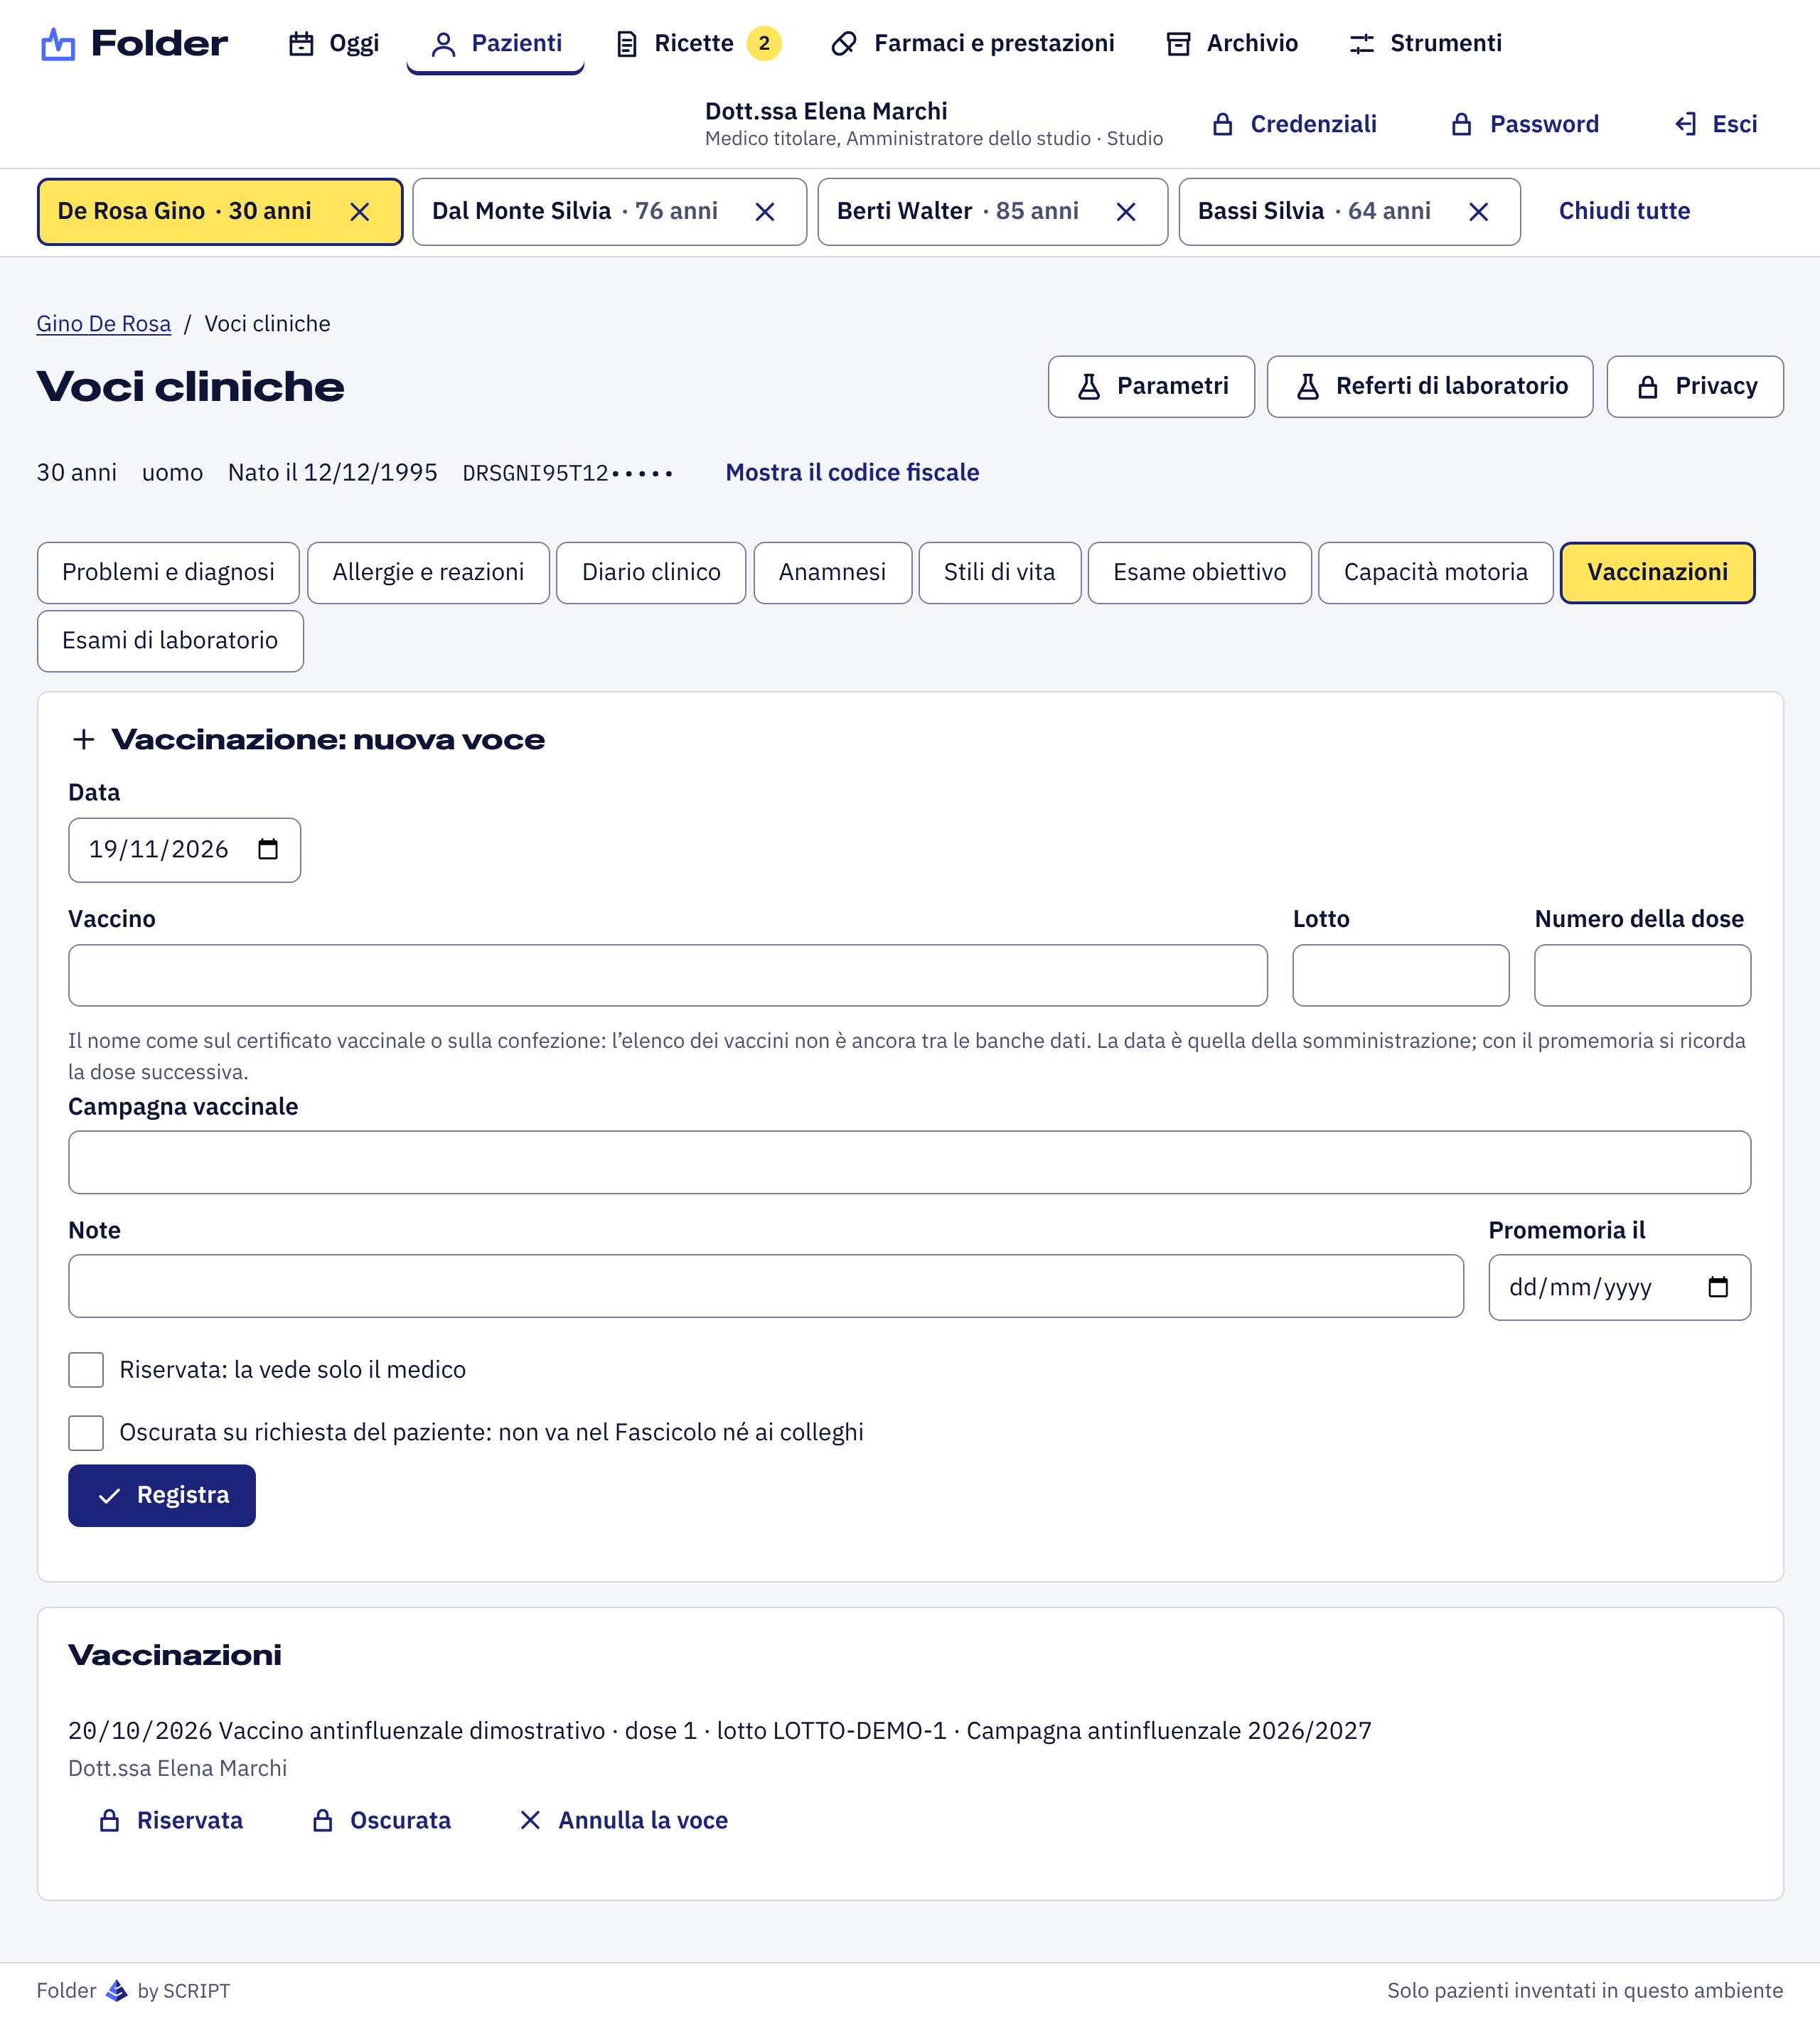 Folder
Oggi
Pazienti
Ricette 2
Farmaci e prestazioni
Archivio
Strumenti
Dott.ssa Elena Marchi
Medico titolare, Amministratore dello studio · Studio
Credenziali
Password
Esci
De Rosa Gino · 30 anni
Dal Monte Silvia · 76 anni
Berti Walter · 85 anni
Bassi Silvia · 64 anni
Chiudi tutte
Gino De Rosa / Voci cliniche
Voci cliniche
Parametri
Referti di laboratorio
Privacy
30 anni uomo Nato il 12/12/1995 DRSGNI95T12•••••
Mostra il codice fiscale
Problemi e diagnosi
Allergie e reazioni
Diario clinico
Anamnesi
Stili di vita
Esame obiettivo
Capacità motoria
Vaccinazioni
Esami di laboratorio
Vaccinazione: nuova voce
Data
19/11/2026
Vaccino
Lotto
Numero della dose
Il nome come sul certificato vaccinale o sulla confezione: l’elenco dei vaccini non è ancora tra le banche dati. La data è quella della somministrazione; con il promemoria si ricorda
la dose successiva.
Campagna vaccinale
Note
Promemoria il
dd/mm/yyyy
Riservata: la vede solo il medico
Oscurata su richiesta del paziente: non va nel Fascicolo né ai colleghi
Registra
Vaccinazioni
20/10/2026 Vaccino antinfluenzale dimostrativo · dose 1 · lotto LOTTO-DEMO-1 · Campagna antinfluenzale 2026/2027
Dott.ssa Elena Marchi
Riservata
Oscurata
Annulla la voce
Folder by SCRIPT
Solo pazienti inventati in questo ambiente